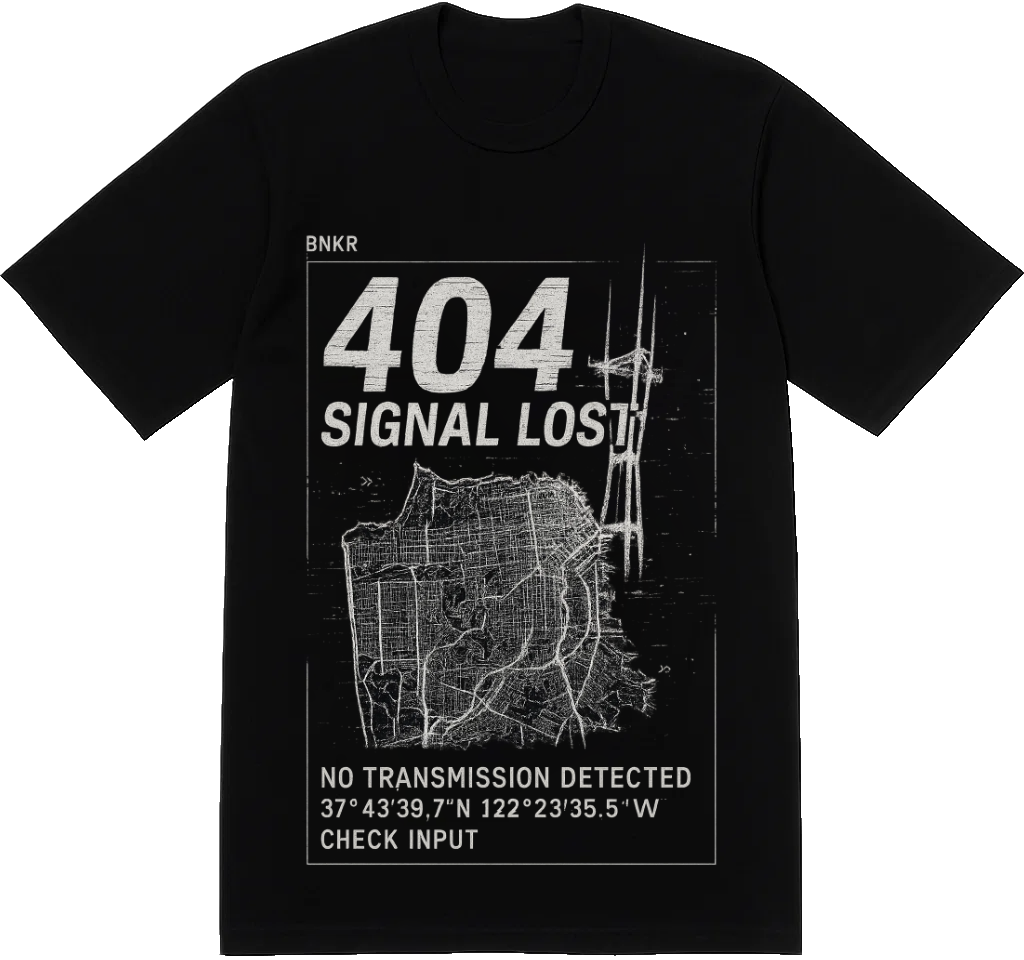 BNKR
404
SIGNAL LOST
NO TRANSMISSION DETECTED
37°43'39,7"N 122°23'35.5"W
CHECK INPUT